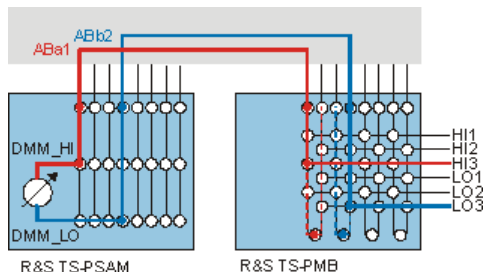 ABb2
ABa1
DMM_HI
HI1
HI2
HI3
LO1
LO2
LO3
DMM_LO
R&S TS-PSAM
R&S TS-PMB